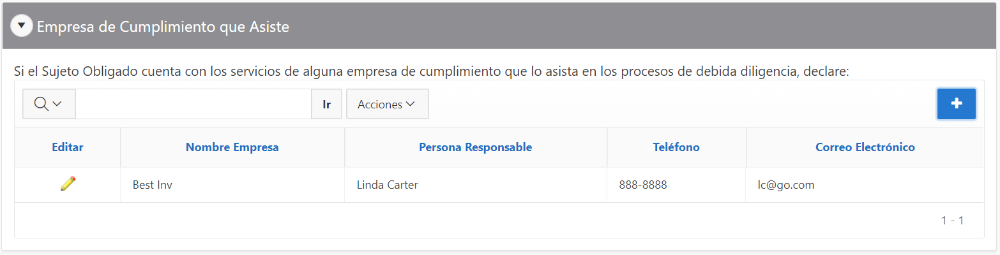 Empresa de Cumplimiento que Asiste
Si el Sujeto Obligado cuenta con los servicios de alguna empresa de cumplimiento que lo asista en los procesos de debida diligencia, declare:
Ir Acciones
Editar Nombre Empresa Persona Responsable Teléfono Correo Electrónico
Best Inv Linda Carter 888-8888 lc@go.com
1 - 1